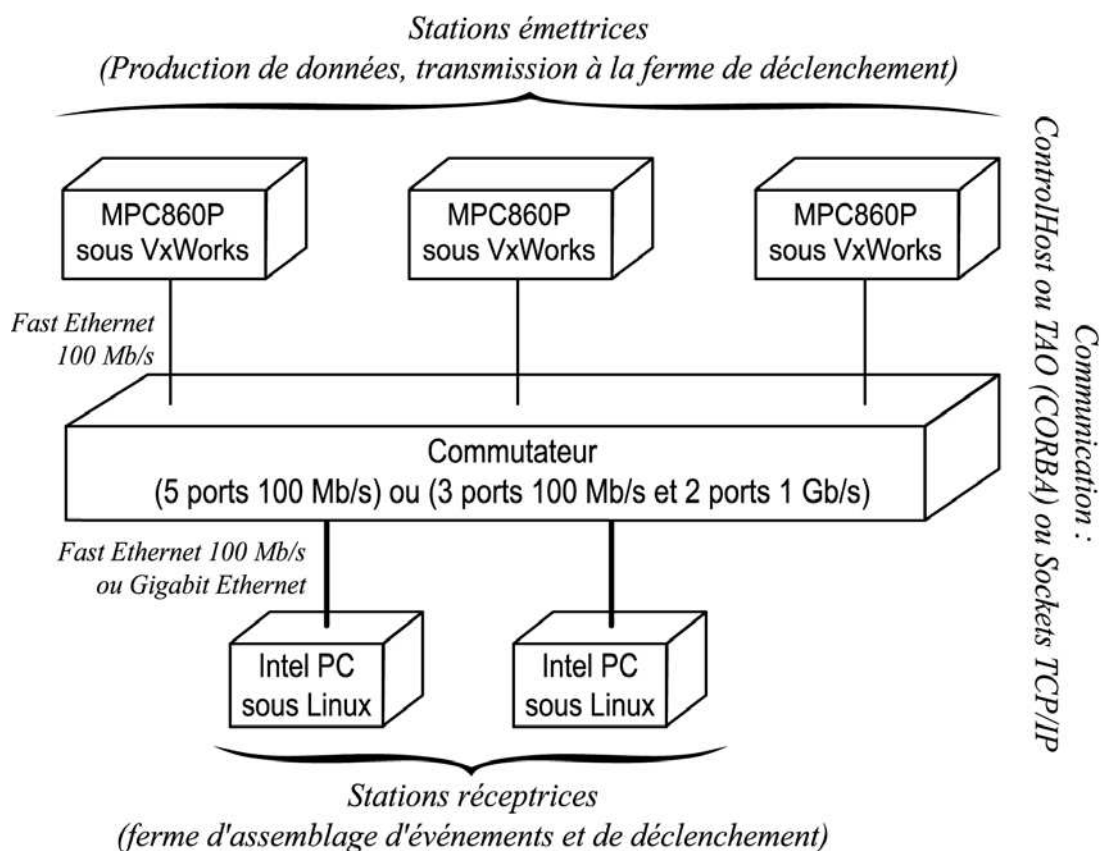 Stations émettrices
(Production de données, transmission à la ferme de déclenchement)
MPC860P
sous VxWorks
MPC860P
sous VxWorks
MPC860P
sous VxWorks
Fast Ethernet
100 Mb/s
Commutateur
(5 ports 100 Mb/s) ou (3 ports 100 Mb/s et 2 ports 1 Gb/s)
Fast Ethernet 100 Mb/s
ou Gigabit Ethernet
Intel PC
sous Linux
Intel PC
sous Linux
Stations réceptrices
(ferme d'assemblage d'événements et de déclenchement)
Communication :
ControlHost ou TAO (CORBA) ou Sockets TCP/IP